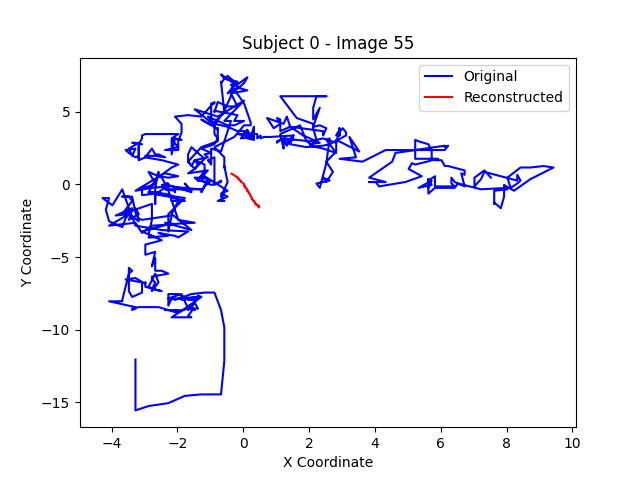 Subject 0 - Image 55
Original
Reconstructed
Y Coordinate
5
0
−5
−10
−15
−4
−2
0
2
4
6
8
10
X Coordinate